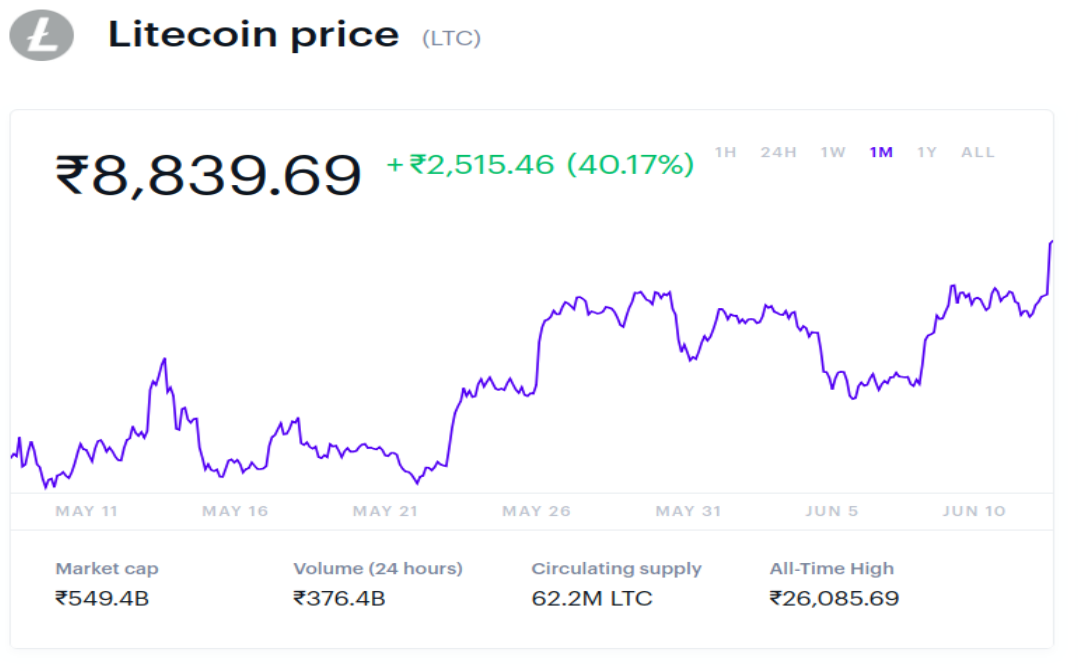 Litecoin price (LTC)
₹8,839.69 +₹2,515.46 (40.17%) 1H 24H 1W 1M 1Y ALL
MAY 11 MAY 16 MAY 21 MAY 26 MAY 31 JUN 5 JUN 10
Market cap Volume (24 hours) Circulating supply All-Time High
₹549.4B ₹376.4B 62.2M LTC ₹26,085.69